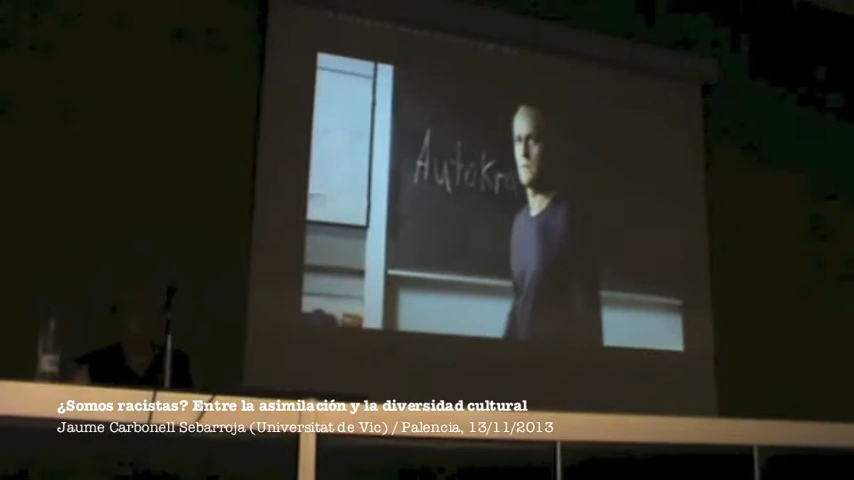 Autokra
¿Somos racistas? Entre la asimilación y la diversidad cultural
Jaume Carbonell Sebarroja (Universitat de Vic) / Palencia, 13/11/2013